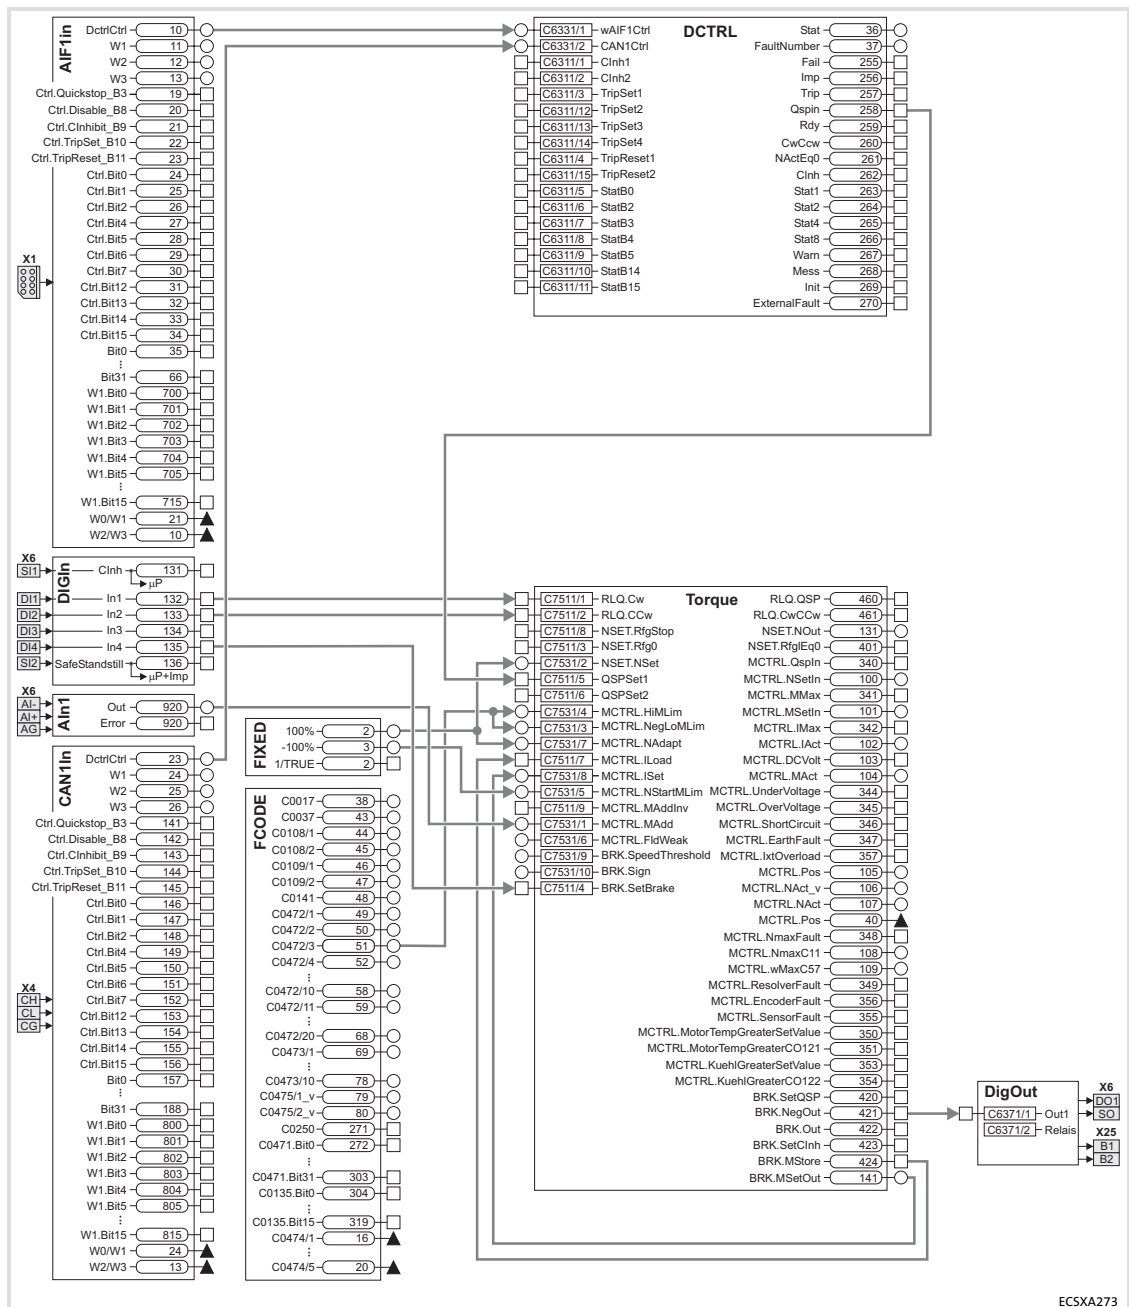 AIF1in
DctrlCtrl 10
W1 11
W2 12
W3 13
Ctrl.Quickstop_B3 19
Ctrl.Disable_B8 20
Ctrl.CInhibit_B9 21
Ctrl.TripSet_B10 22
Ctrl.TripReset_B11 23
Ctrl.Bit0 24
Ctrl.Bit1 25
Ctrl.Bit2 26
Ctrl.Bit4 27
Ctrl.Bit5 28
Ctrl.Bit6 29
Ctrl.Bit7 30
Ctrl.Bit12 31
Ctrl.Bit13 32
Ctrl.Bit14 33
Ctrl.Bit15 34
Bit0 35
Bit31 66
W1.Bit0 700
W1.Bit1 701
W1.Bit2 702
W1.Bit3 703
W1.Bit4 704
W1.Bit5 705
W1.Bit15 715
W0/W1 21
W2/W3 10
X1
DCTRL
C6331/1 wAIF1Ctrl
C6331/2 CAN1Ctrl
C6311/1 CInh1
C6311/2 CInh2
C6311/3 TripSet1
C6311/12 TripSet2
C6311/13 TripSet3
C6311/14 TripSet4
C6311/4 TripReset1
C6311/15 TripReset2
C6311/5 StatB0
C6311/6 StatB2
C6311/7 StatB3
C6311/8 StatB4
C6311/9 StatB5
C6311/10 StatB14
C6311/11 StatB15
Stat 36
FaultNumber 37
Fail 255
Imp 256
Trip 257
Qspin 258
Rdy 259
CwCcw 260
NActEq0 261
CInh 262
Stat1 263
Stat2 264
Stat4 265
Stat8 266
Warn 267
Mess 268
Init 269
ExternalFault 270
X6
DIGIn
SI1 CInh 131
µP
DI1 In1 132
DI2 In2 133
DI3 In3 134
DI4 In4 135
SI2 SafeStandstill 136
µP+Imp
X6
AIn1
AI-
AI+
AG
Out 920
Error 920
CAN1In
DctrlCtrl 23
W1 24
W2 25
W3 26
Ctrl.Quickstop_B3 141
Ctrl.Disable_B8 142
Ctrl.CInhibit_B9 143
Ctrl.TripSet_B10 144
Ctrl.TripReset_B11 145
Ctrl.Bit0 146
Ctrl.Bit1 147
Ctrl.Bit2 148
Ctrl.Bit4 149
Ctrl.Bit5 150
Ctrl.Bit6 151
Ctrl.Bit7 152
Ctrl.Bit12 153
Ctrl.Bit13 154
Ctrl.Bit14 155
Ctrl.Bit15 156
Bit0 157
Bit31 188
W1.Bit0 800
W1.Bit1 801
W1.Bit2 802
W1.Bit3 803
W1.Bit4 804
W1.Bit5 805
W1.Bit15 815
W0/W1 24
W2/W3 13
X4
CH
CL
CG
FIXED
100% 2
-100% 3
1/TRUE 2
FCODE
C0017 38
C0037 43
C0108/1 44
C0108/2 45
C0109/1 46
C0109/2 47
C0141 48
C0472/1 49
C0472/2 50
C0472/3 51
C0472/4 52
C0472/10 58
C0472/11 59
C0472/20 68
C0473/1 69
C0473/10 78
C0475/1_v 79
C0475/2_v 80
C0250 271
C0471.Bit0 272
C0471.Bit31 303
C0135.Bit0 304
C0135.Bit15 319
C0474/1 16
C0474/5 20
Torque
C7511/1 RLQ.Cw
C7511/2 RLQ.CCw
C7511/8 NSET.RfgStop
C7511/3 NSET.Rfg0
C7531/2 NSET.NSet
C7511/5 QSPSet1
C7511/6 QSPSet2
C7531/4 MCTRL.HiMLim
C7531/3 MCTRL.NegLoMLim
C7531/7 MCTRL.NAdapt
C7511/7 MCTRL.ILoad
C7531/8 MCTRL.ISet
C7531/5 MCTRL.NStartMLim
C7511/9 MCTRL.MAddInv
C7531/1 MCTRL.MAdd
C7531/6 MCTRL.FldWeak
C7531/9 BRK.SpeedThreshold
C7531/10 BRK.Sign
C7511/4 BRK.SetBrake
RLQ.QSP 460
RLQ.CwCCw 461
NSET.NOut 131
NSET.RfgIEq0 401
MCTRL.QspIn 340
MCTRL.NSetIn 100
MCTRL.MMax 341
MCTRL.MSetIn 101
MCTRL.IMax 342
MCTRL.IAct 102
MCTRL.DCVolt 103
MCTRL.MAct 104
MCTRL.UnderVoltage 344
MCTRL.OverVoltage 345
MCTRL.ShortCircuit 346
MCTRL.EarthFault 347
MCTRL.IxtOverload 357
MCTRL.Pos 105
MCTRL.NAct_v 106
MCTRL.NAct 107
MCTRL.Pos 40
MCTRL.NmaxFault 348
MCTRL.NmaxC11 108
MCTRL.wMaxC57 109
MCTRL.ResolverFault 349
MCTRL.EncoderFault 356
MCTRL.SensorFault 355
MCTRL.MotorTempGreaterSetValue 350
MCTRL.MotorTempGreaterCO121 351
MCTRL.KuehlGreaterSetValue 353
MCTRL.KuehlGreaterCO122 354
BRK.SetQSP 420
BRK.NegOut 421
BRK.Out 422
BRK.SetCInh 423
BRK.MStore 424
BRK.MSetOut 141
DigOut
C6371/1 Out1
C6371/2 Relais
X6
DO1
SO
X25
B1
B2
ECSXA273